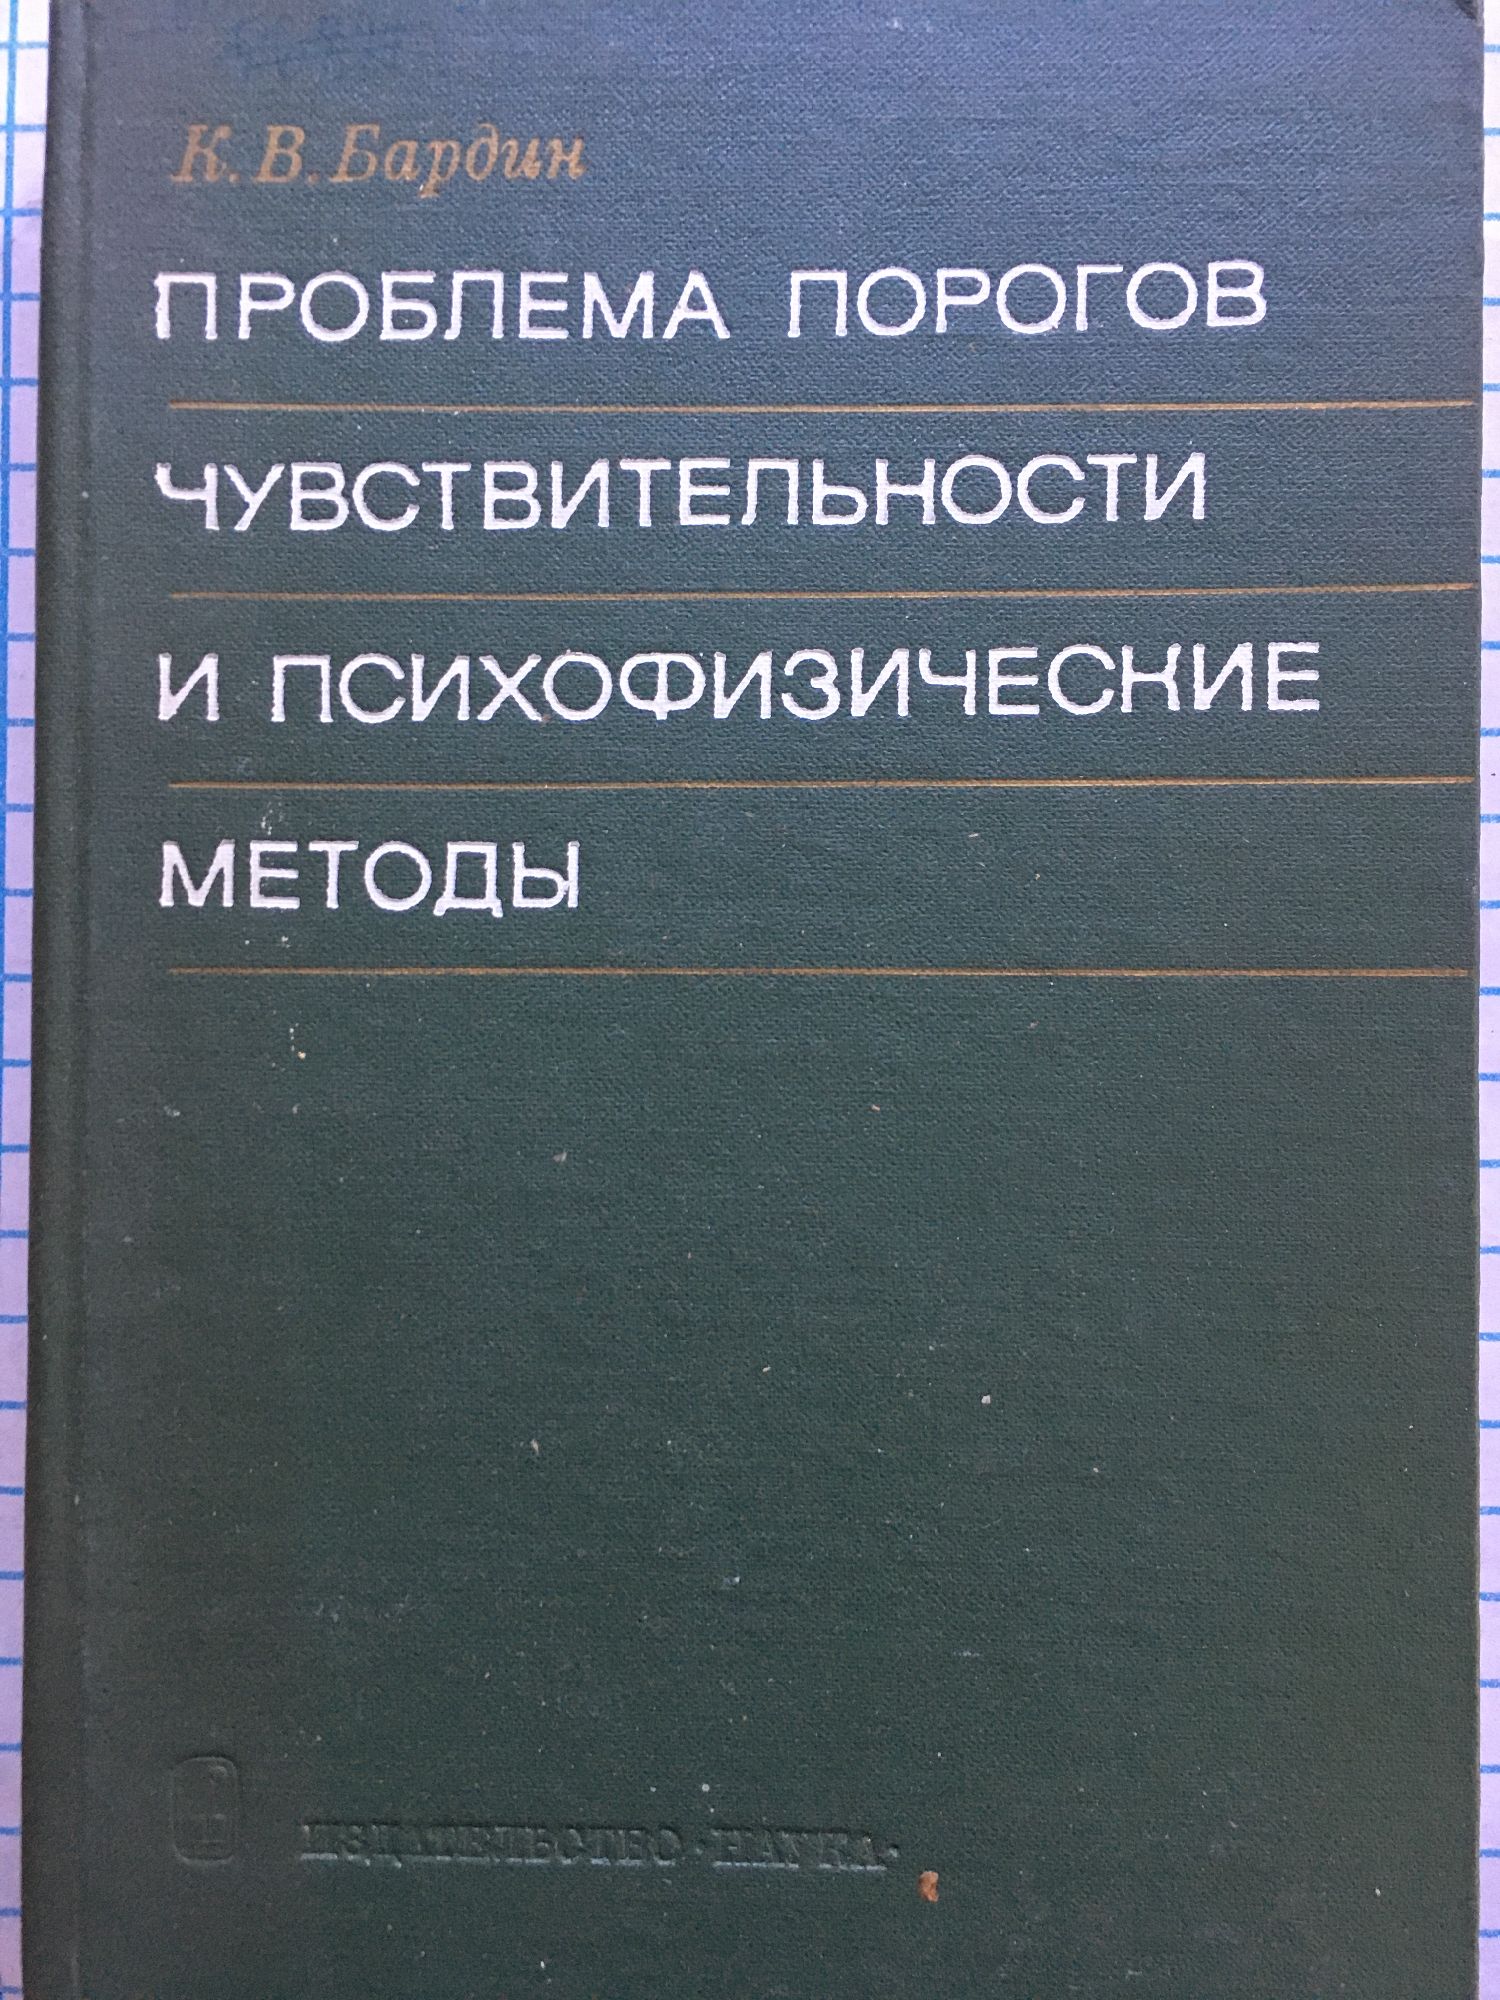 К. В. Бардин
ПРОБЛЕМА ПОРОГОВ
ЧУВСТВИТЕЛЬНОСТИ
И ПСИХОФИЗИЧЕСКИЕ
МЕТОДЫ
ИЗДАТЕЛЬСТВО «НАУКА»